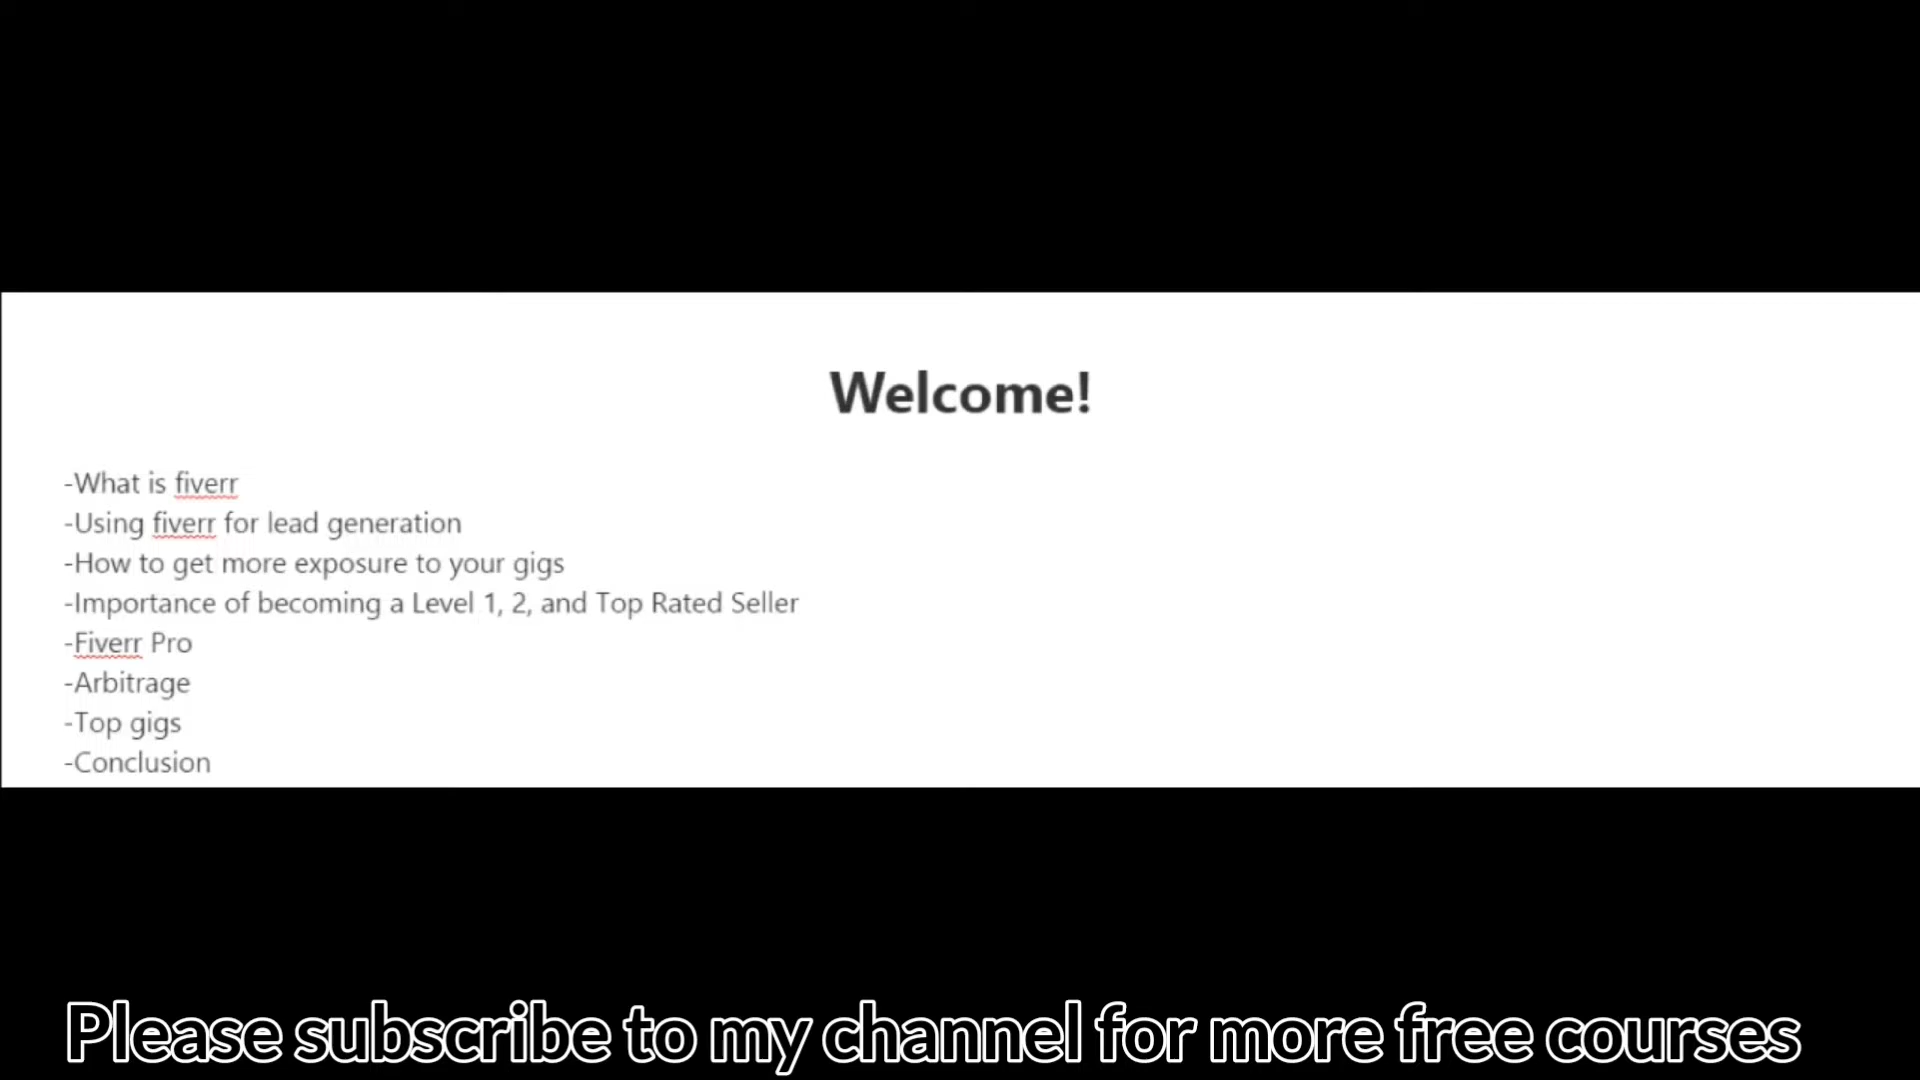 Welcome!
-What is fiverr
-Using fiverr for lead generation
-How to get more exposure to your gigs
-Importance of becoming a Level 1, 2, and Top Rated Seller
-Fiverr Pro
-Arbitrage
-Top gigs
-Conclusion
Please subscribe to my channel for more free courses